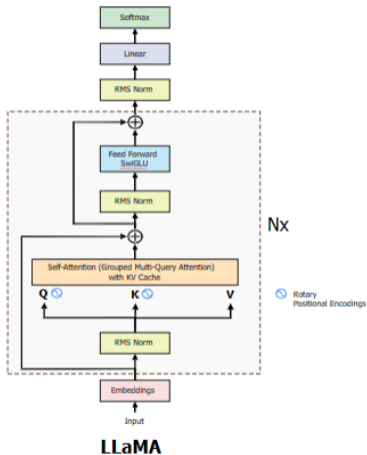 Softmax
Linear
RMS Norm
Feed Forward
SwiGLU
RMS Norm
Nx
Self-Attention (Grouped Multi-Query Attention)
with KV Cache
Q K V
Rotary
Positional Encodings
RMS Norm
Embeddings
Input
LLaMA